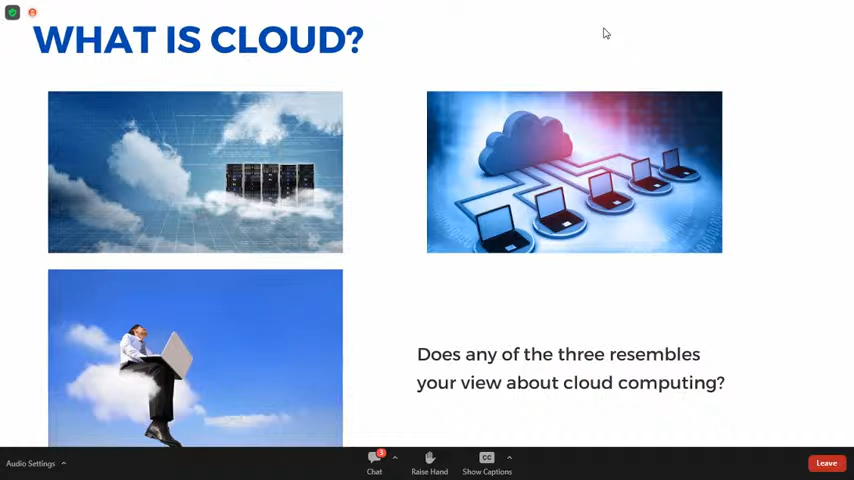 WHAT IS CLOUD?
Does any of the three resembles
your view about cloud computing?
Audio Settings
3
Chat
Raise Hand
CC
Show Captions
Leave